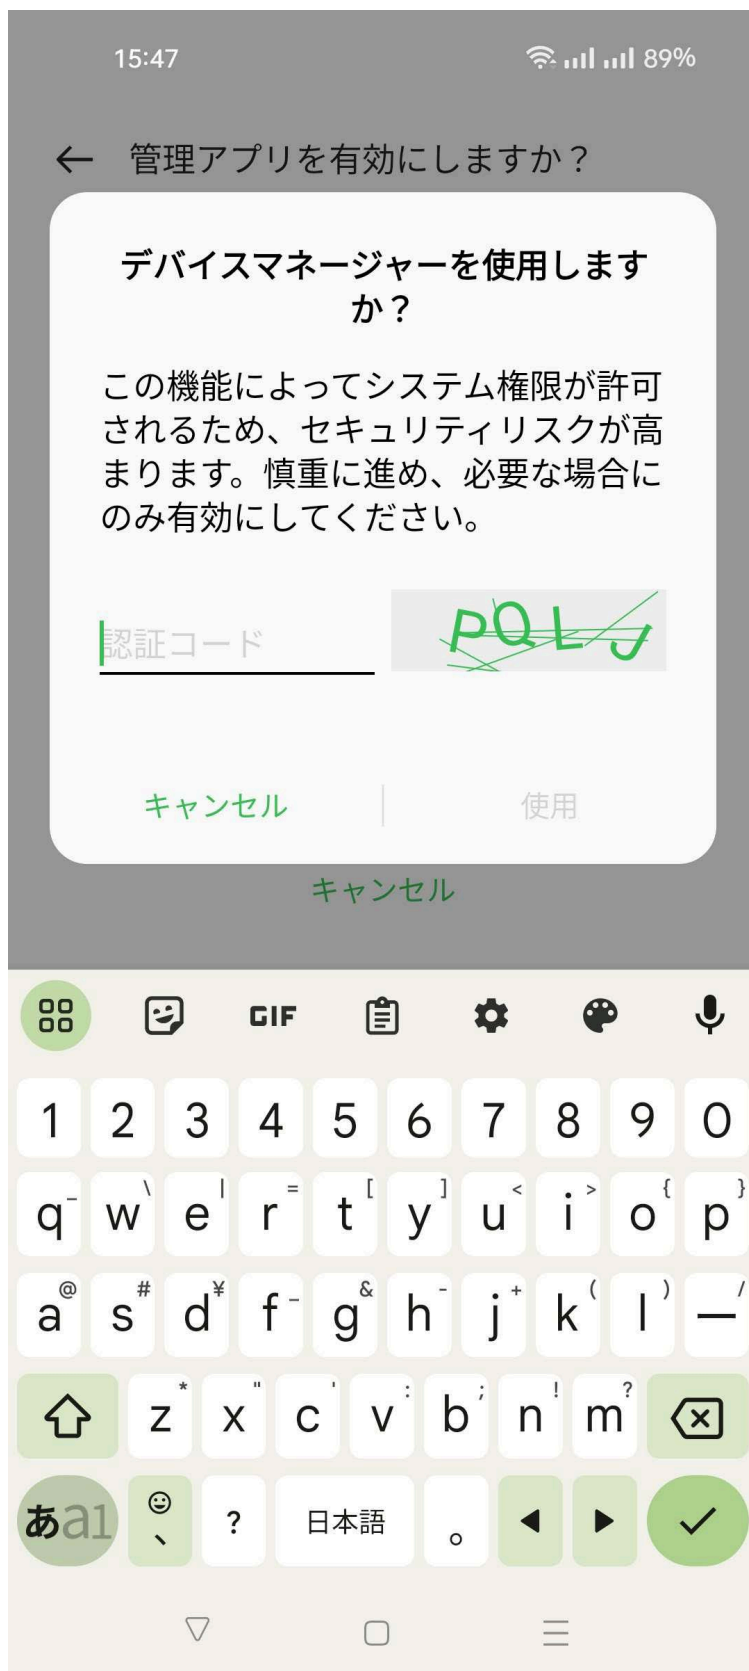 15:47
89%
管理アプリを有効にしますか？
デバイスマネージャーを使用します
か？
この機能によってシステム権限が許可
されるため、セキュリティリスクが高
まります。慎重に進め、必要な場合に
のみ有効にしてください。
認証コード
PQLJ
キャンセル
使用
キャンセル
GIF
1 2 3 4 5 6 7 8 9 0
q _ w \ e | r = t [ y ] u < i > o { p }
a @ s # d ¥ f _ g & h - j + k ( l ) ー /
z * x " c ' v : b ; n ! m ?
あa1 、 ? 日本語 。